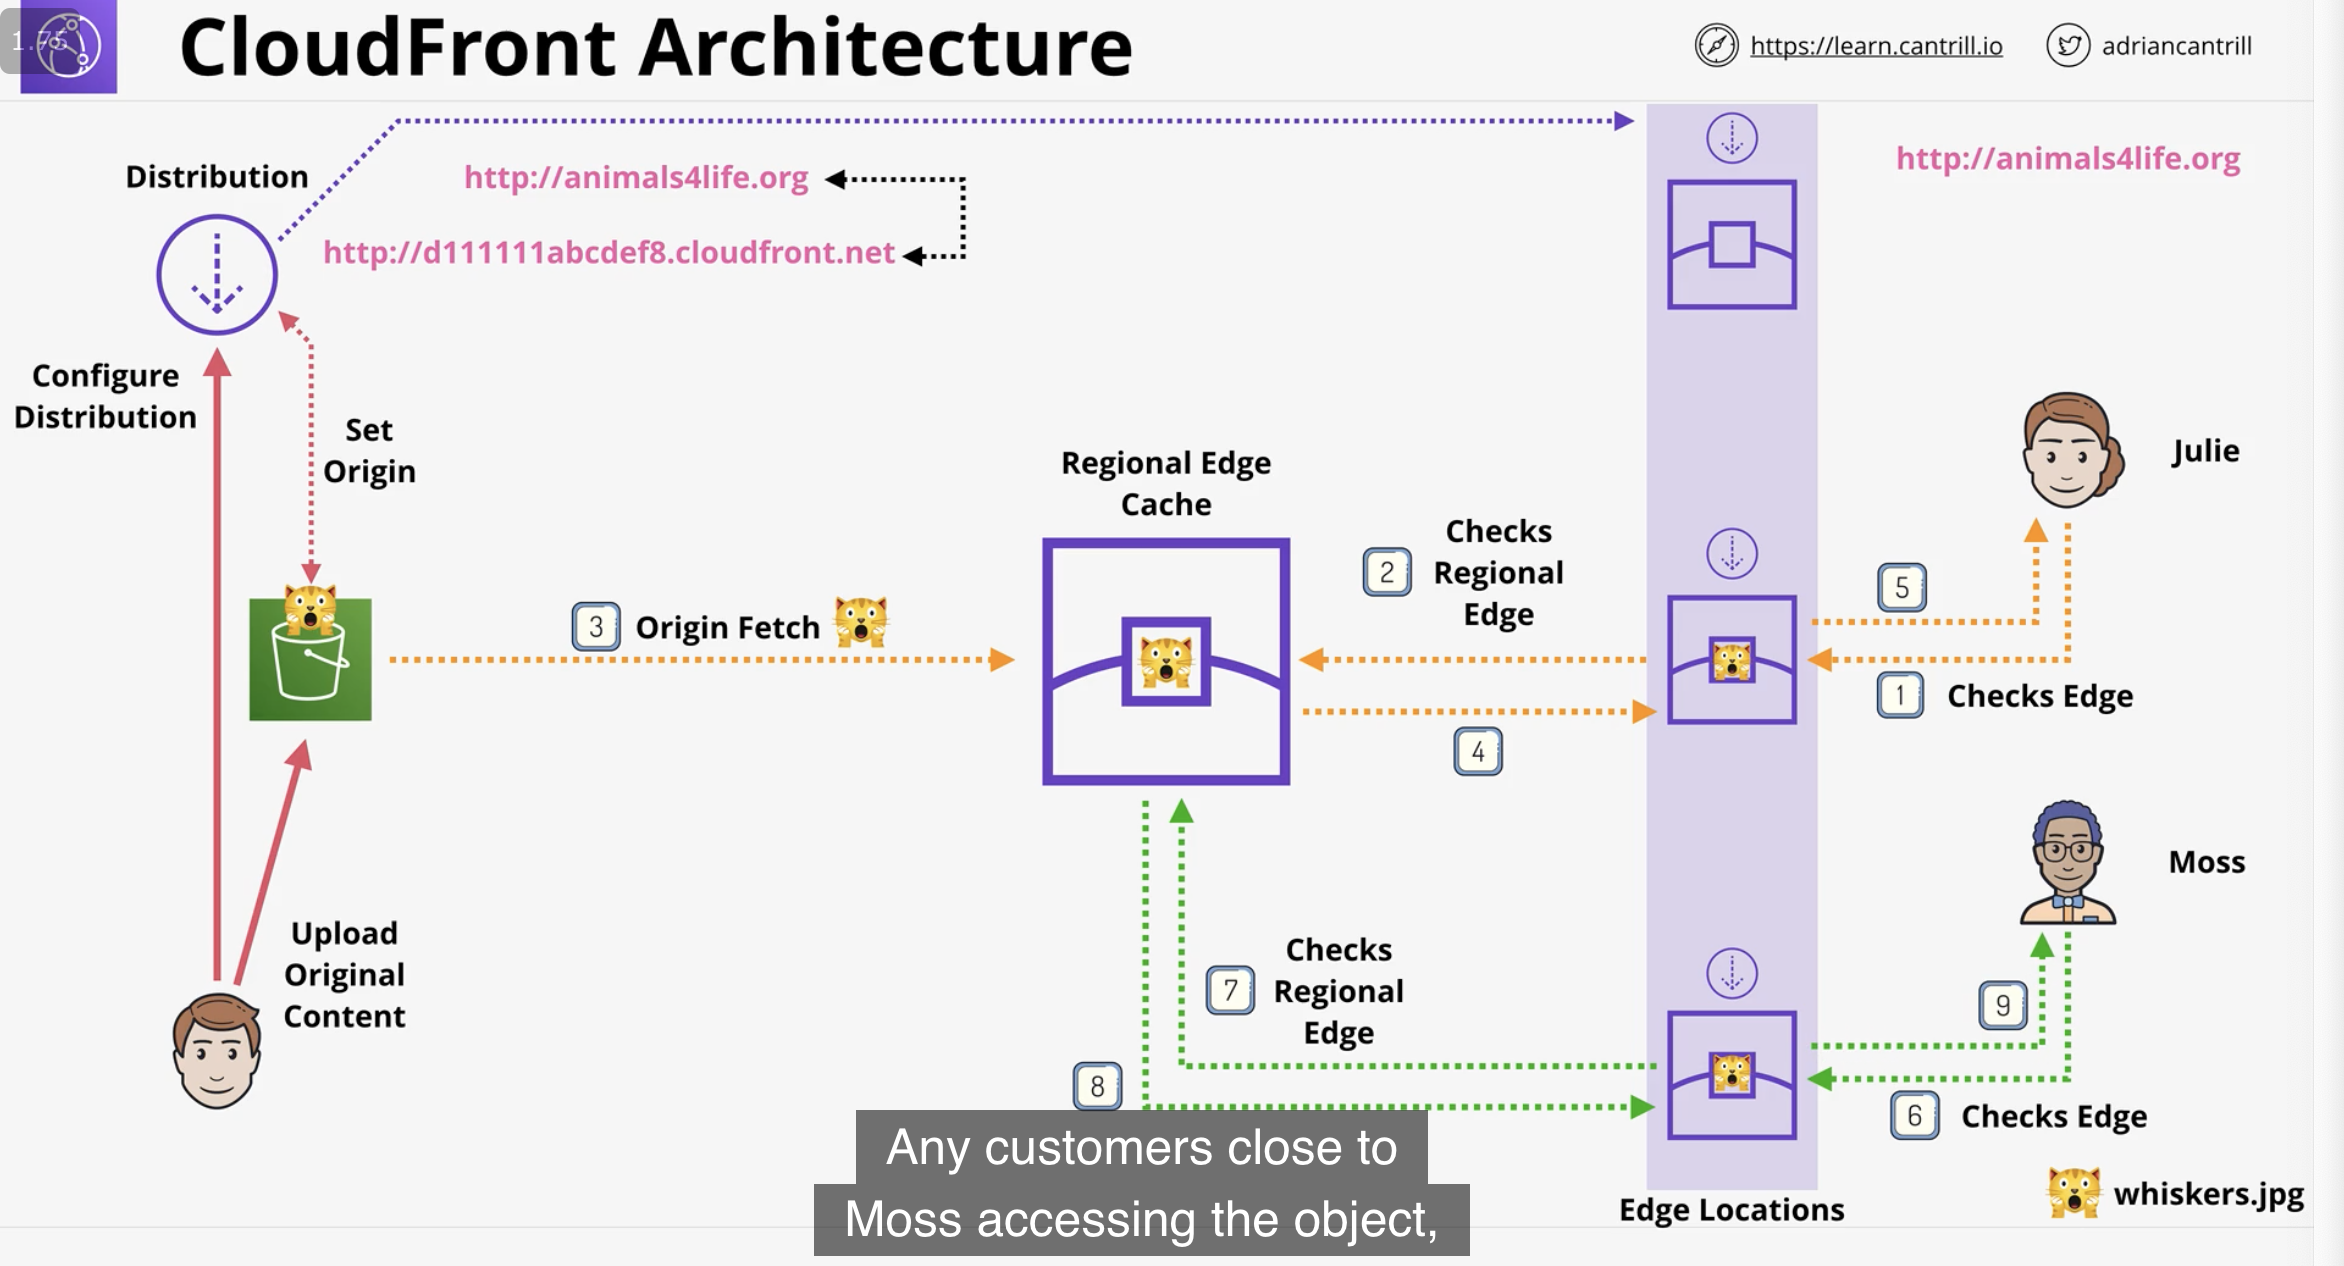 1.75
CloudFront Architecture
https://learn.cantrill.io
adriancantrill
Distribution
http://animals4life.org
http://d111111abcdef8.cloudfront.net
http://animals4life.org
Configure
Distribution
Set
Origin
Regional Edge
Cache
Julie
2
Checks
Regional
Edge
3
Origin Fetch
5
1
Checks Edge
4
Moss
Upload
Original
Content
7
Checks
Regional
Edge
9
8
6
Checks Edge
Any customers close to
Moss accessing the object,
Edge Locations
whiskers.jpg